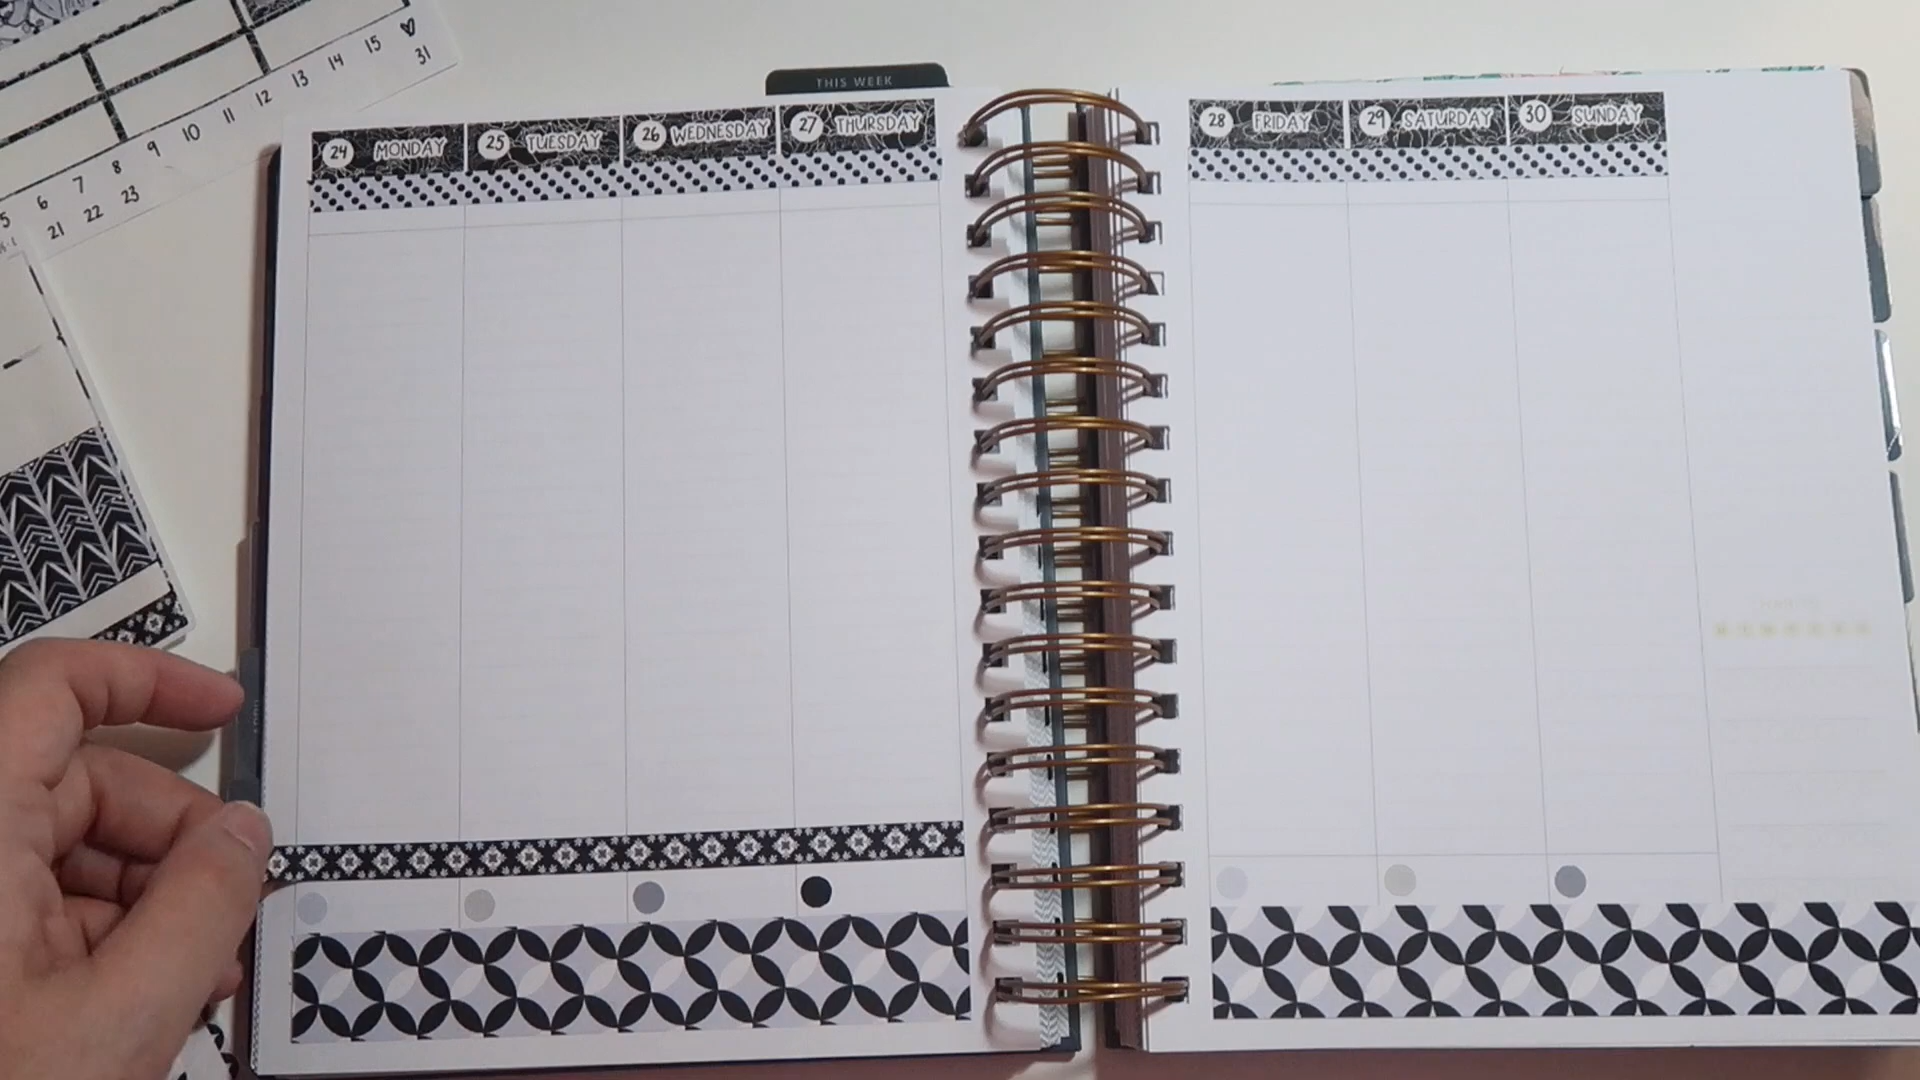 THIS WEEK
24 MONDAY
25 TUESDAY
26 WEDNESDAY
27 THURSDAY
28 FRIDAY
29 SATURDAY
30 SUNDAY
5 6 7 8 9 10 11 12 13 14 15
21 22 23 31